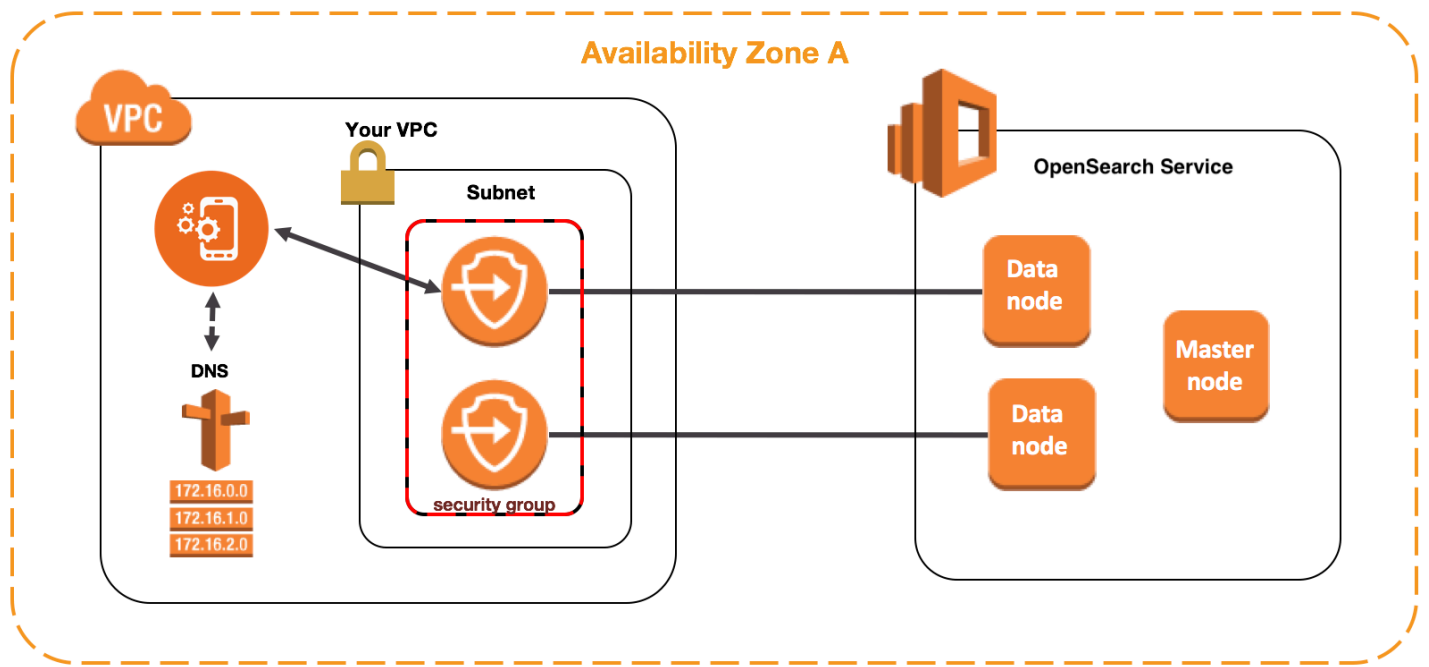 Availability Zone A
VPC
Your VPC
Subnet
security group
DNS
172.16.0.0
172.16.1.0
172.16.2.0
OpenSearch Service
Data
node
Data
node
Master
node